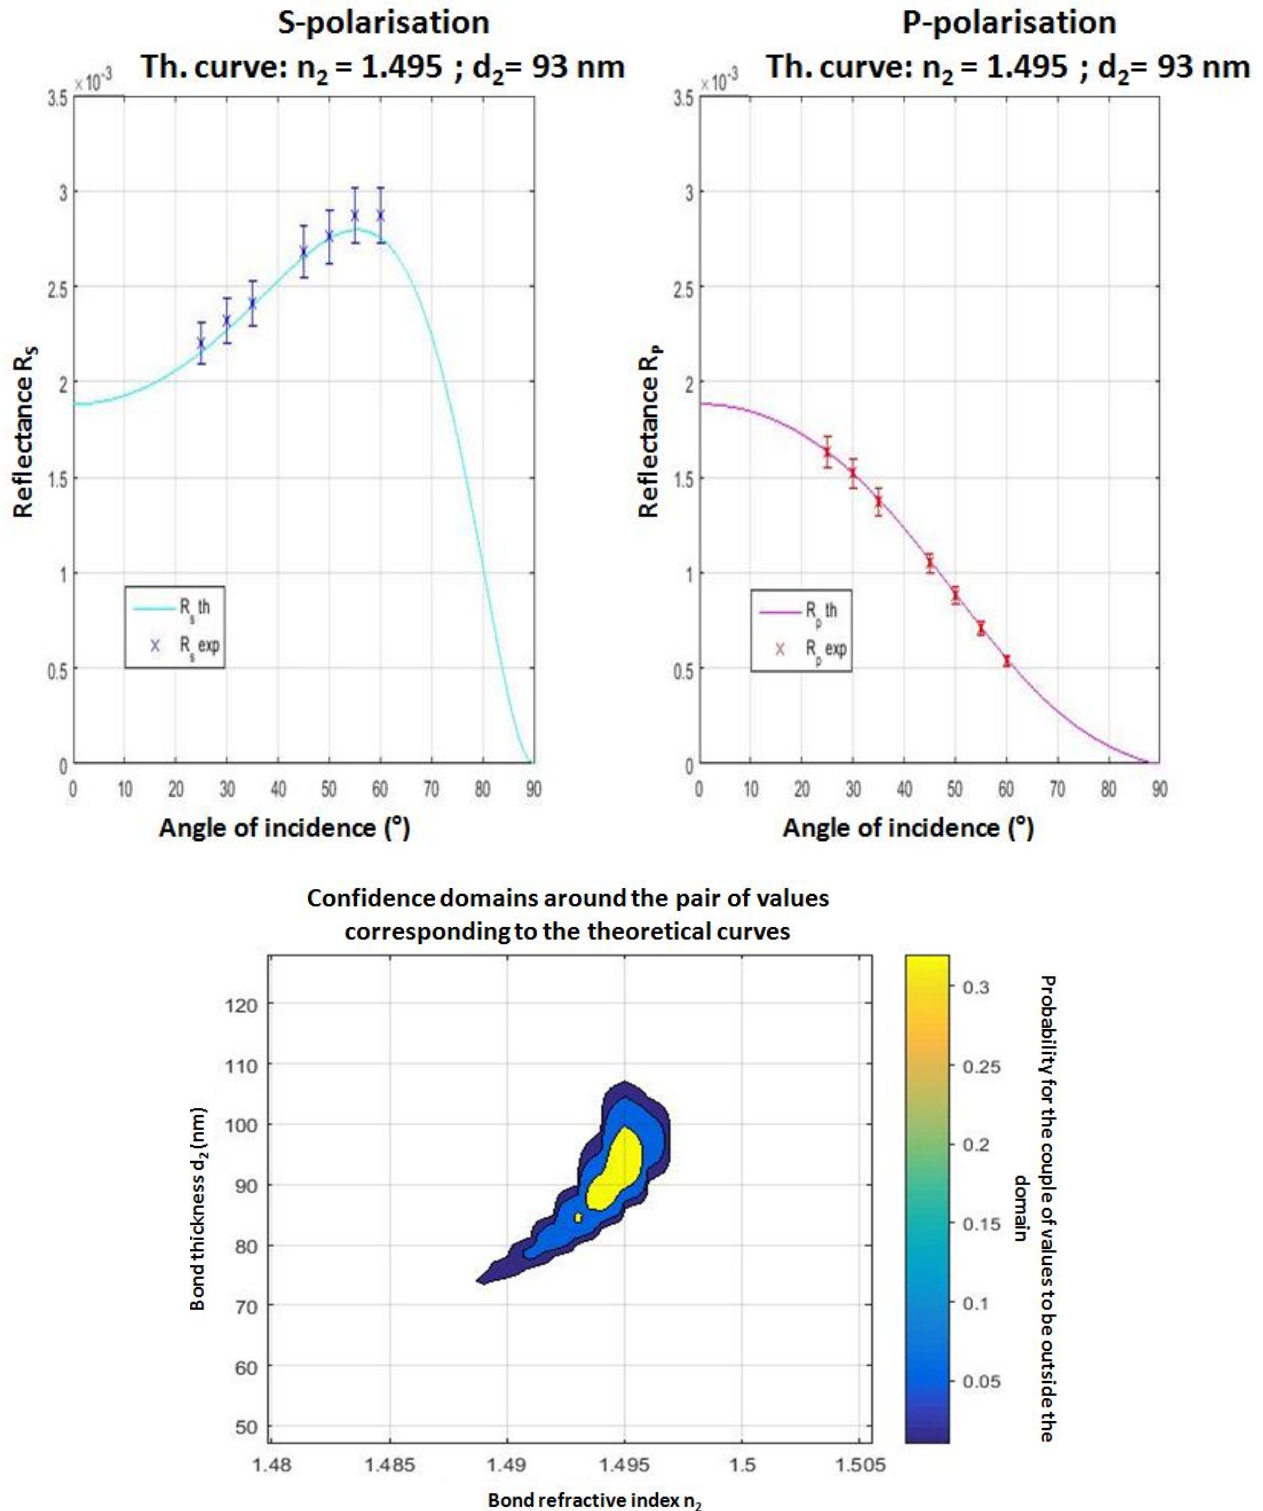 S-polarisation
Th. curve: n₂ = 1.495 ; d₂= 93 nm
×10⁻³
3.5
3
2.5
2
1.5
1
0.5
0
Reflectance R_S
R_s th
R_s exp
0 10 20 30 40 50 60 70 80 90
Angle of incidence (°)
P-polarisation
Th. curve: n₂ = 1.495 ; d₂= 93 nm
×10⁻³
3.5
3
2.5
2
1.5
1
0.5
0
Reflectance R_P
R_p th
R_p exp
0 10 20 30 40 50 60 70 80 90
Angle of incidence (°)
Confidence domains around the pair of values
corresponding to the theoretical curves
120
110
100
90
80
70
60
50
Bond thickness d₂ (nm)
1.48 1.485 1.49 1.495 1.5 1.505
Bond refractive index n₂
0.3
0.25
0.2
0.15
0.1
0.05
Probability for the couple of values to be outside the
domain